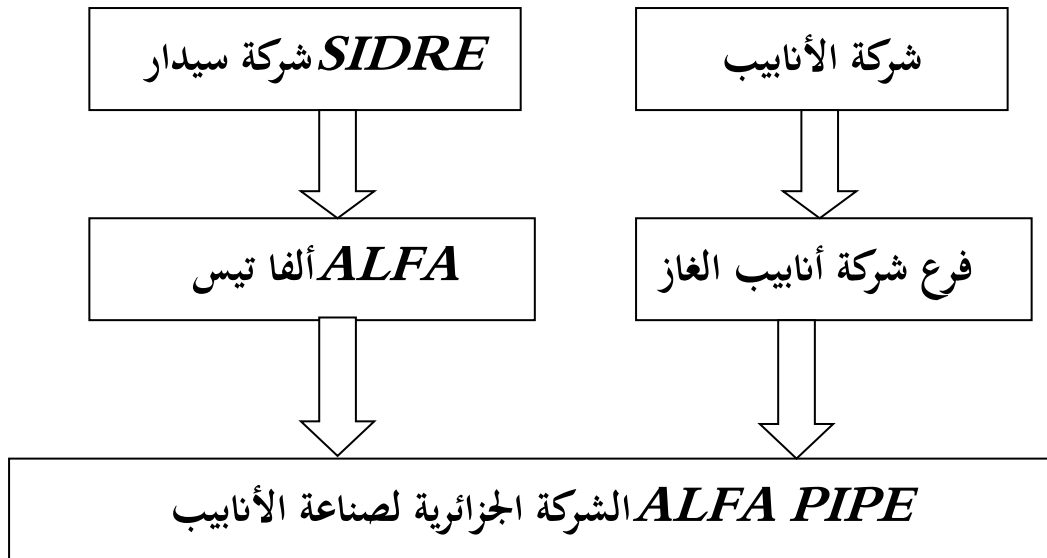 شركة الأنابيب
شركة سيدار SIDRE
فرع شركة أنابيب الغاز
ألفا تيس ALFA
الشركة الجزائرية لصناعة الأنابيب ALFA PIPE